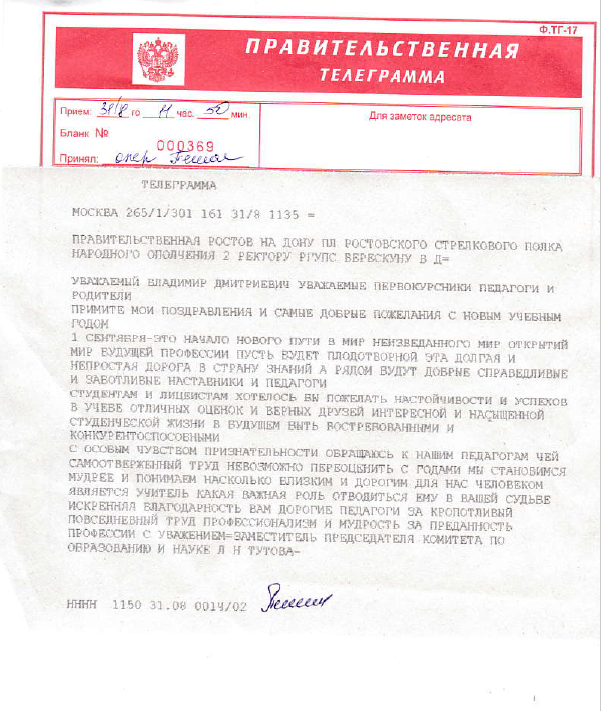 Ф.ТГ-17
ПРАВИТЕЛЬСТВЕННАЯ
ТЕЛЕГРАММА
Прием: 31/8 го 11 час. 50 мин.
Бланк №
000369
Принял: опер
Для заметок адресата
ТЕЛЕГРАММА
МОСКВА 265/1/301 161 31/8 1135 =
ПРАВИТЕЛЬСТВЕННАЯ РОСТОВ НА ДОНУ ПЛ РОСТОВСКОГО СТРЕЛКОВОГО ПОЛКА
НАРОДНОГО ОПОЛЧЕНИЯ 2 РЕКТОРУ РГУПС ВЕРЕСКУНУ В Д=
УВАЖАЕМЫЙ ВЛАДИМИР ДМИТРИЕВИЧ УВАЖАЕМЫЕ ПЕРВОКУРСНИКИ ПЕДАГОГИ И
РОДИТЕЛИ
ПРИМИТЕ МОИ ПОЗДРАВЛЕНИЯ И САМЫЕ ДОБРЫЕ ПОЖЕЛАНИЯ С НОВЫМ УЧЕБНЫМ
ГОДОМ
1 СЕНТЯБРЯ-ЭТО НАЧАЛО НОВОГО ПУТИ В МИР НЕИЗВЕДАННОГО МИР ОТКРЫТИЙ
МИР БУДУЩЕЙ ПРОФЕССИИ ПУСТЬ БУДЕТ ПЛОДОТВОРНОЙ ЭТА ДОЛГАЯ И
НЕПРОСТАЯ ДОРОГА В СТРАНУ ЗНАНИЙ А РЯДОМ БУДУТ ДОБРЫЕ СПРАВЕДЛИВЫЕ
И ЗАБОТЛИВЫЕ НАСТАВНИКИ И ПЕДАГОГИ
СТУДЕНТАМ И ЛИЦЕИСТАМ ХОТЕЛОСЬ БЫ ПОЖЕЛАТЬ НАСТОЙЧИВОСТИ И УСПЕХОВ
В УЧЕБЕ ОТЛИЧНЫХ ОЦЕНОК И ВЕРНЫХ ДРУЗЕЙ ИНТЕРЕСНОЙ И НАСЫЩЕННОЙ
СТУДЕНЧЕСКОЙ ЖИЗНИ В БУДУЩЕМ БЫТЬ ВОСТРЕБОВАННЫМИ И
КОНКУРЕНТОСПОСОБНЫМИ
С ОСОБЫМ ЧУВСТВОМ ПРИЗНАТЕЛЬНОСТИ ОБРАЩАЮСЬ К НАШИМ ПЕДАГОГАМ ЧЕЙ
САМООТВЕРЖЕННЫЙ ТРУД НЕВОЗМОЖНО ПЕРЕОЦЕНИТЬ С ГОДАМИ МЫ СТАНОВИМСЯ
МУДРЕЕ И ПОНИМАЕМ НАСКОЛЬКО БЛИЗКИМ И ДОРОГИМ ДЛЯ НАС ЧЕЛОВЕКОМ
ЯВЛЯЕТСЯ УЧИТЕЛЬ КАКАЯ ВАЖНАЯ РОЛЬ ОТВОДИТЬСЯ ЕМУ В ВАШЕЙ СУДЬБЕ
ИСКРЕННЯЯ БЛАГОДАРНОСТЬ ВАМ ДОРОГИЕ ПЕДАГОГИ ЗА КРОПОТЛИВЫЙ
ПОВСЕДНЕВНЫЙ ТРУД ПРОФЕССИОНАЛИЗМ И МУДРОСТЬ ЗА ПРЕДАННОСТЬ
ПРОФЕССИИ С УВАЖЕНИЕМ=ЗАМЕСТИТЕЛЬ ПРЕДСЕДАТЕЛЯ КОМИТЕТА ПО
ОБРАЗОВАНИЮ И НАУКЕ Л Н ТУТОВА-
НННН 1150 31.08 0014/02